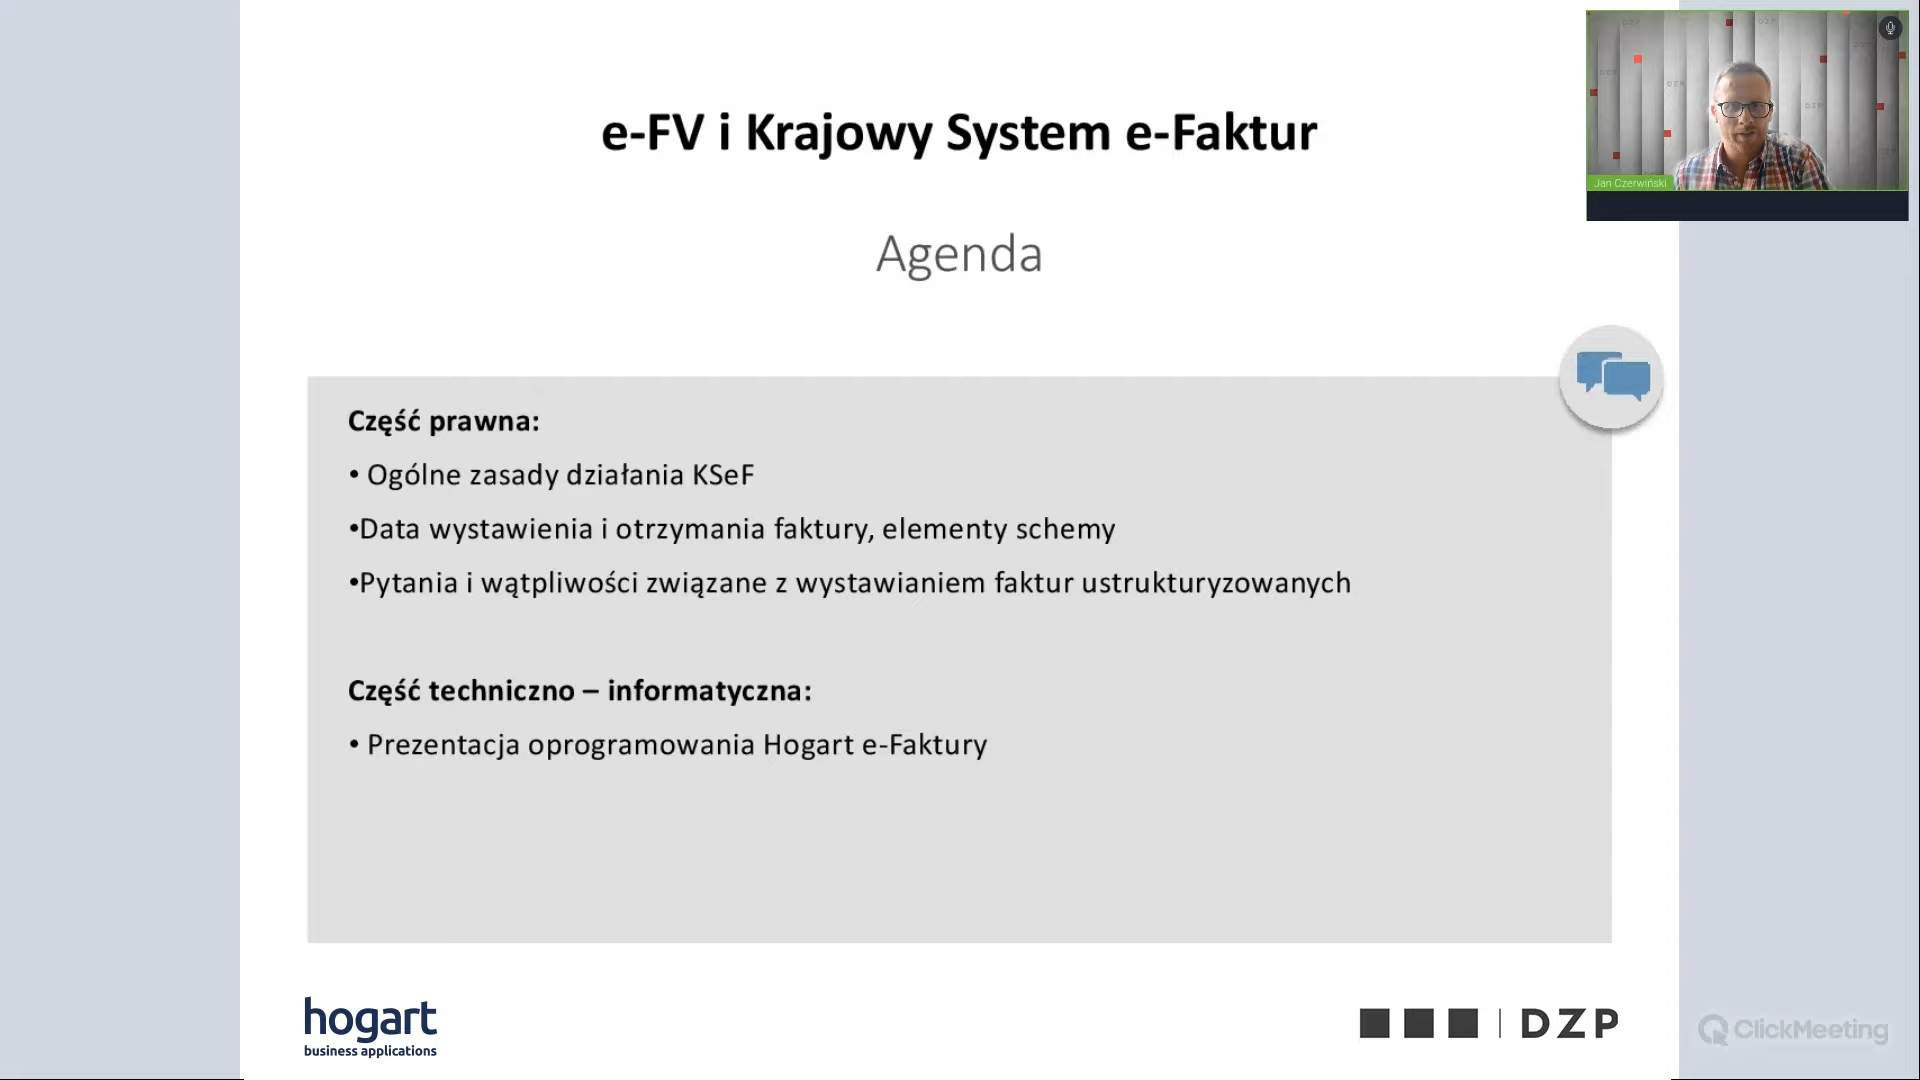 e-FV i Krajowy System e-Faktur
Jan Czerwiński
Agenda
Część prawna:
• Ogólne zasady działania KSeF
•Data wystawienia i otrzymania faktury, elementy schemy
•Pytania i wątpliwości związane z wystawianiem faktur ustrukturyzowanych
Część techniczno – informatyczna:
• Prezentacja oprogramowania Hogart e-Faktury
hogart
business applications
DZP
ClickMeeting